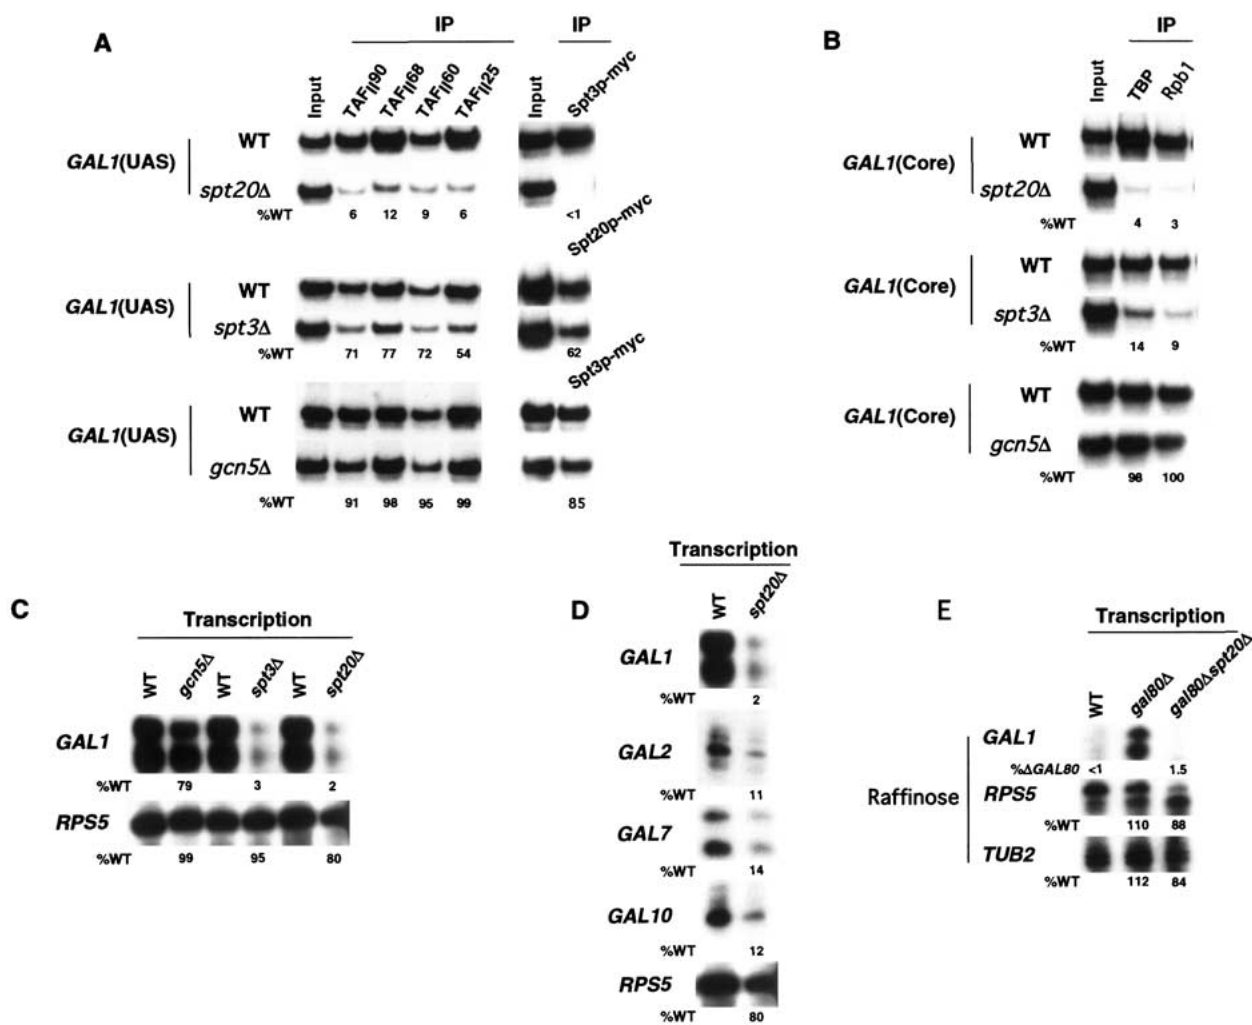 A
IP
IP
Input
TAFII90
TAFII68
TAFII60
TAFII25
Input
Spt3p-myc
GAL1(UAS)
WT
spt20Δ
%WT 6 12 9 6 <1
Spt20p-myc
GAL1(UAS)
WT
spt3Δ
%WT 71 77 72 54 62
Spt3p-myc
GAL1(UAS)
WT
gcn5Δ
%WT 91 98 95 99 85
B
IP
Input
TBP
Rpb1
GAL1(Core)
WT
spt20Δ
%WT 4 3
GAL1(Core)
WT
spt3Δ
%WT 14 9
GAL1(Core)
WT
gcn5Δ
%WT 98 100
C
Transcription
WT
gcn5Δ
WT
spt3Δ
WT
spt20Δ
GAL1
%WT 79 3 2
RPS5
%WT 99 95 80
D
Transcription
WT
spt20Δ
GAL1
%WT 2
GAL2
%WT 11
GAL7
%WT 14
GAL10
%WT 12
RPS5
%WT 80
E
Transcription
WT
gal80Δ
gal80Δspt20Δ
Raffinose
GAL1
%ΔGAL80 <1 1.5
RPS5
%WT 110 88
TUB2
%WT 112 84